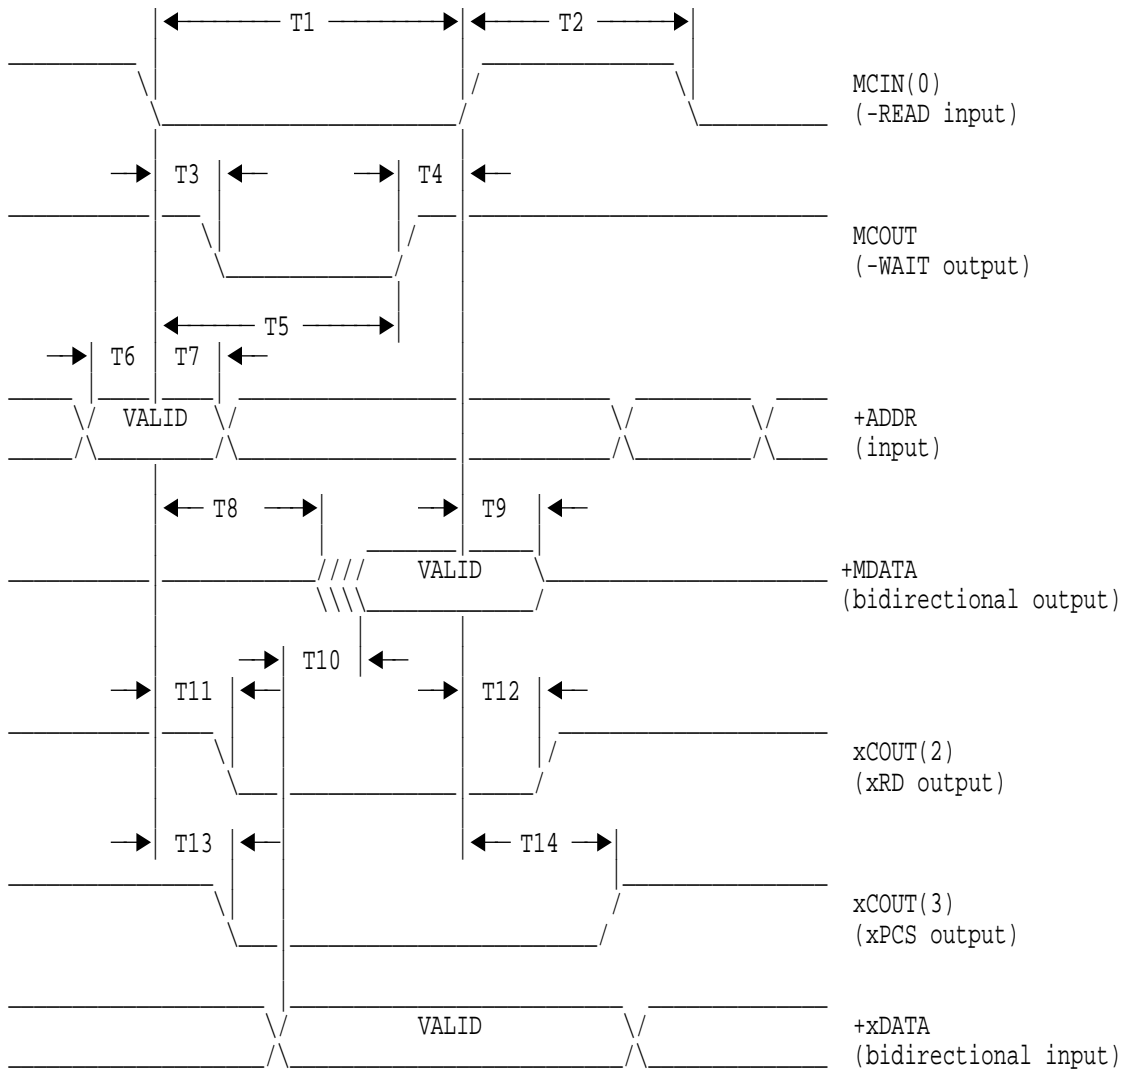 T1 T2
MCIN(0)
(-READ input)
T3 T4
MCOUT
(-WAIT output)
T5
T6 T7
VALID
+ADDR
(input)
T8 T9
VALID
+MDATA
(bidirectional output)
T10
T11 T12
xCOUT(2)
(xRD output)
T13 T14
xCOUT(3)
(xPCS output)
VALID
+xDATA
(bidirectional input)